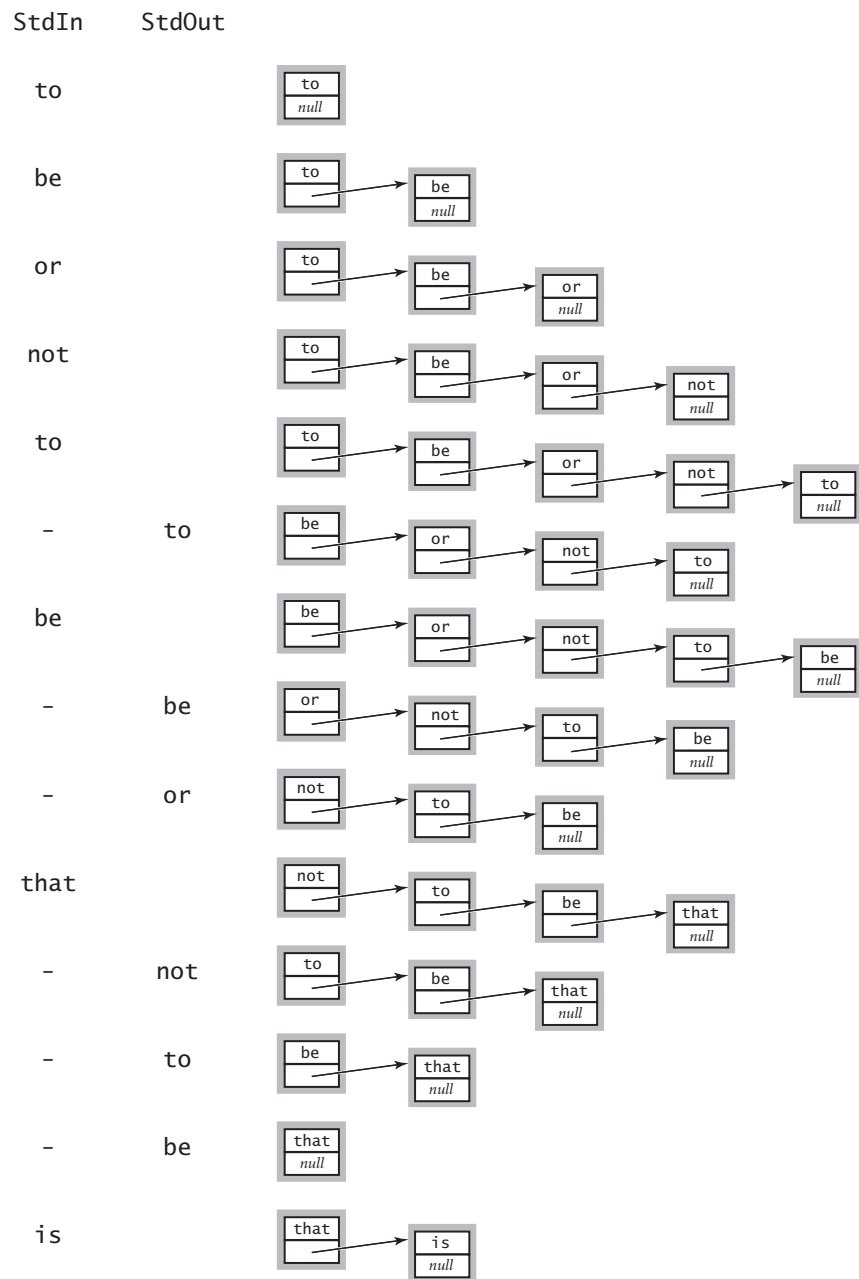 StdIn StdOut
to to
null
be to be
null
or to be or
null
not to be or not
null
to to be or not to
null
- to be or not to
null
be be or not to be
null
- be or not to be
null
- or not to be
null
that not to be that
null
- not to be that
null
- to be that
null
- be that
null
is that is
null